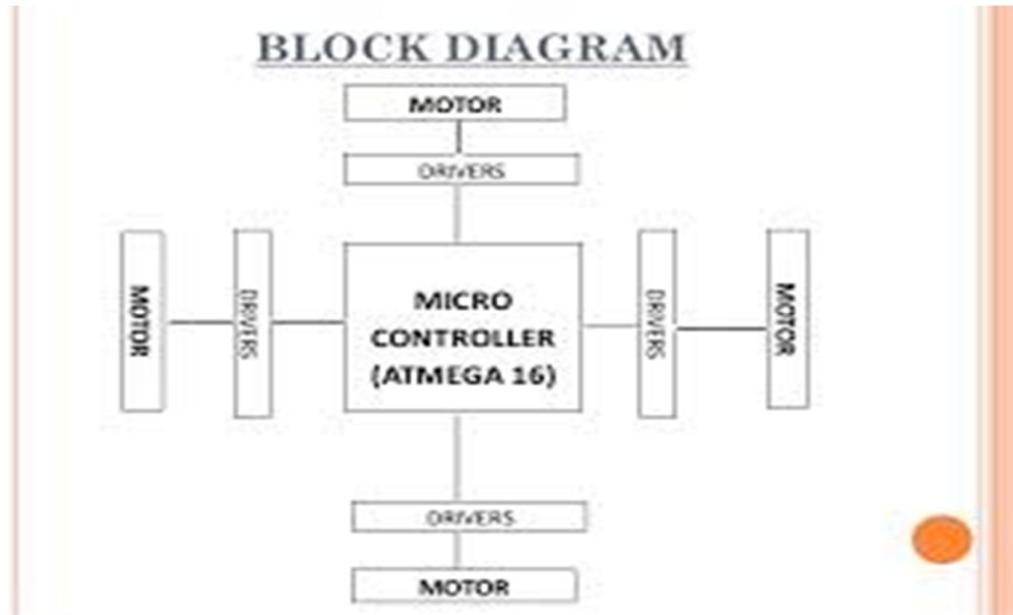 BLOCK DIAGRAM
MOTOR
DRIVERS
MOTOR
DRIVERS
MICRO
CONTROLLER
(ATMEGA 16)
DRIVERS
MOTOR
DRIVERS
MOTOR